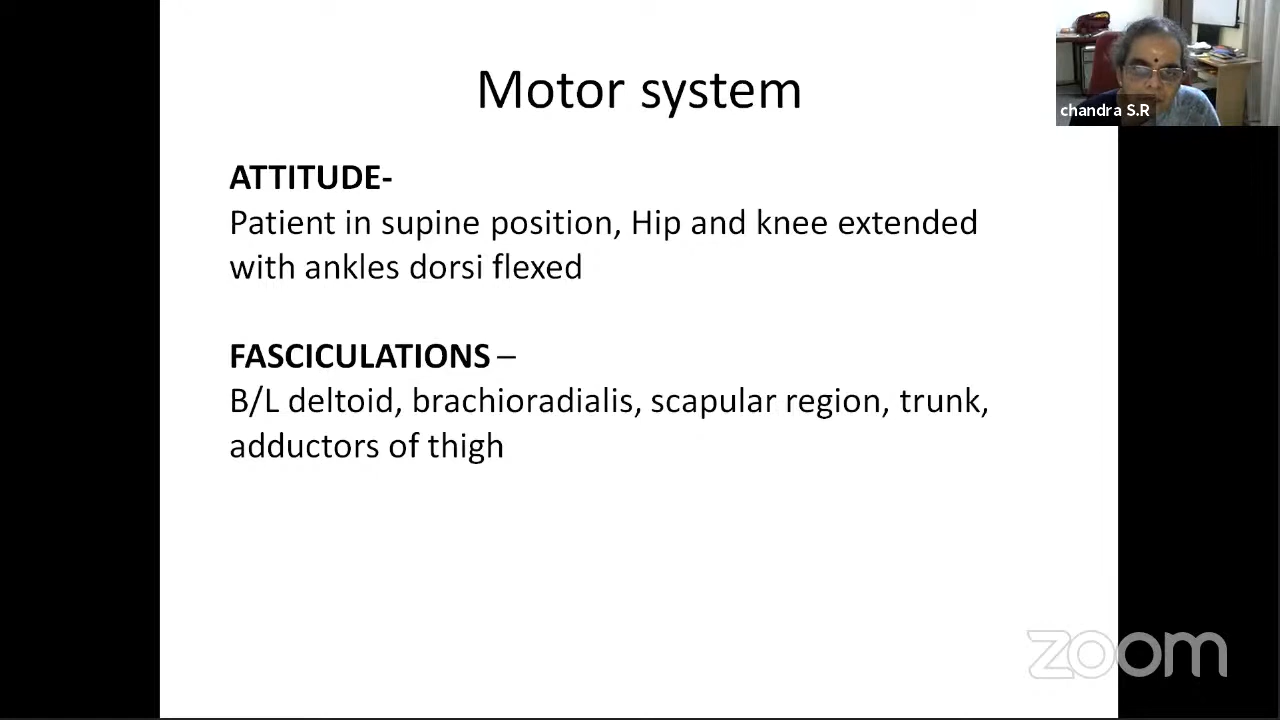 Motor system
chandra S.R
ATTITUDE-
Patient in supine position, Hip and knee extended
with ankles dorsi flexed
FASCICULATIONS –
B/L deltoid, brachioradialis, scapular region, trunk,
adductors of thigh
zoom